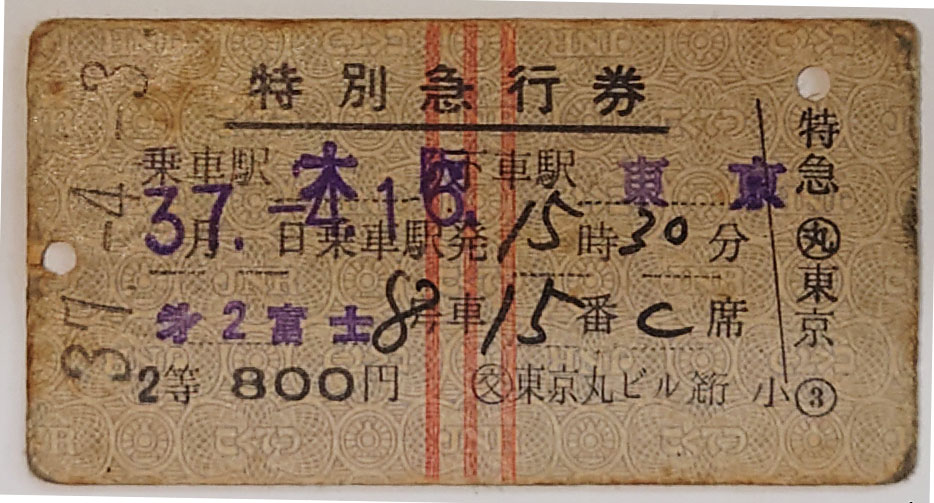 特別急行券
乗車駅 大阪 下車駅 東京
37.-4.16.
月 日乗車駅発 15 時 30 分
第2富士 8 号車 15 番 C 席
2等 800円 交東京丸ビル
小
特急 丸 東京
3
37-4-3